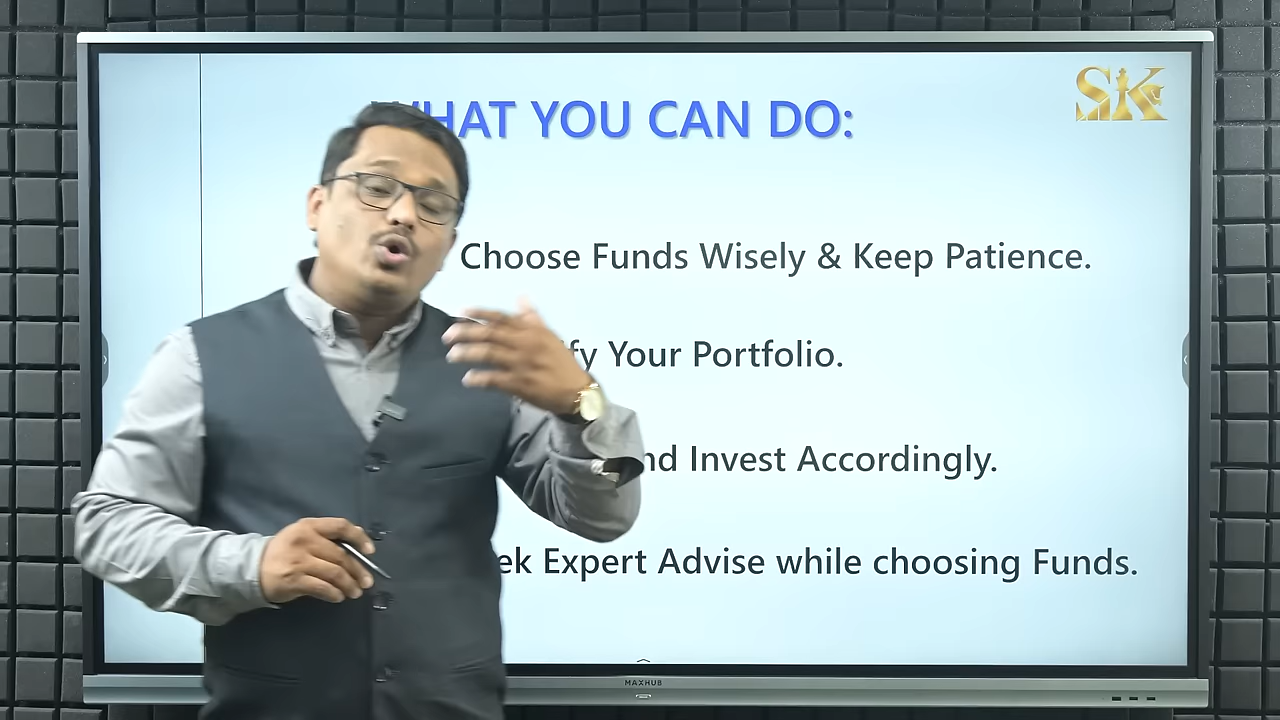 WHAT YOU CAN DO:
SK
Choose Funds Wisely & Keep Patience.
Your Portfolio.
Invest Accordingly.
Expert Advise while choosing Funds.
MAXHUB